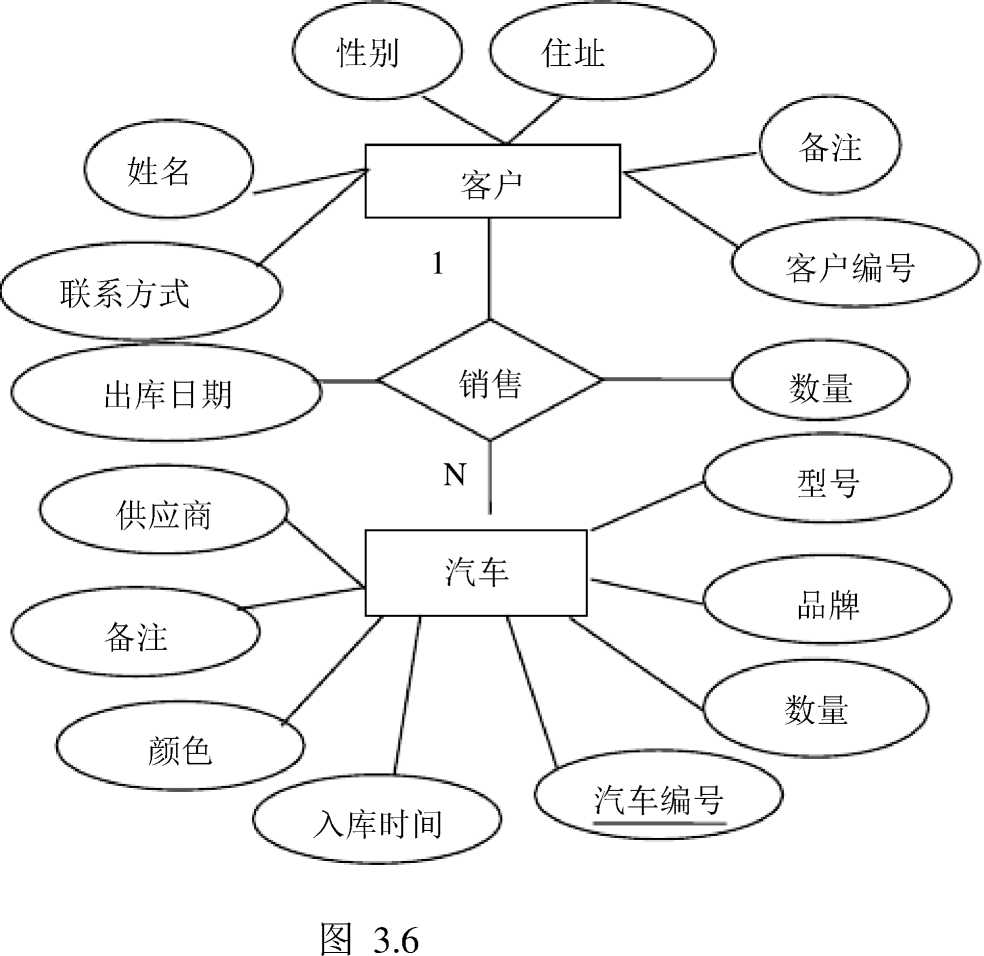 性别
住址
备注
姓名
客户
客户编号
1
联系方式
出库日期
销售
数量
N
型号
供应商
汽车
品牌
备注
数量
颜色
汽车编号
入库时间
图 3.6